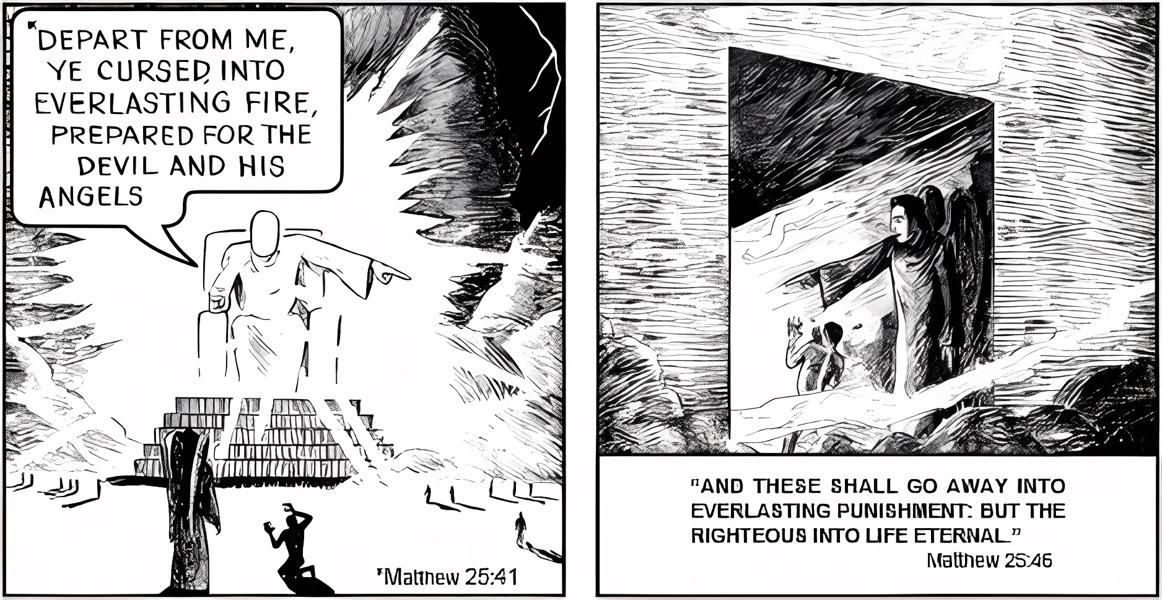 "DEPART FROM ME,
YE CURSED, INTO
EVERLASTING FIRE,
PREPARED FOR THE
DEVIL AND HIS
ANGELS
"Matthew 25:41
"AND THESE SHALL GO AWAY INTO
EVERLASTING PUNISHMENT: BUT THE
RIGHTEOUS INTO LIFE ETERNAL."
Matthew 25:46